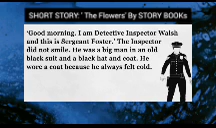 SHORT STORY: ' The Flowers' By STORY BOOKs
'Good morning. I am Detective Inspector Walsh
and this is Sergeant Foster.' The Inspector
did not smile. He was a big man in an old
black suit and a black hat and coat. He
wore a coat because he always felt cold.